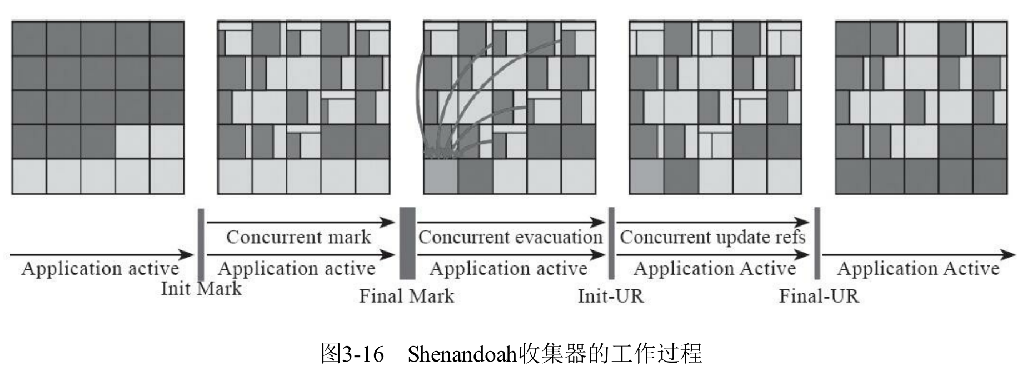 Concurrent mark
Concurrent evacuation
Concurrent update refs
Application active
Application active
Application active
Application Active
Application Active
Init Mark
Final Mark
Init-UR
Final-UR
图3-16 Shenandoah收集器的工作过程